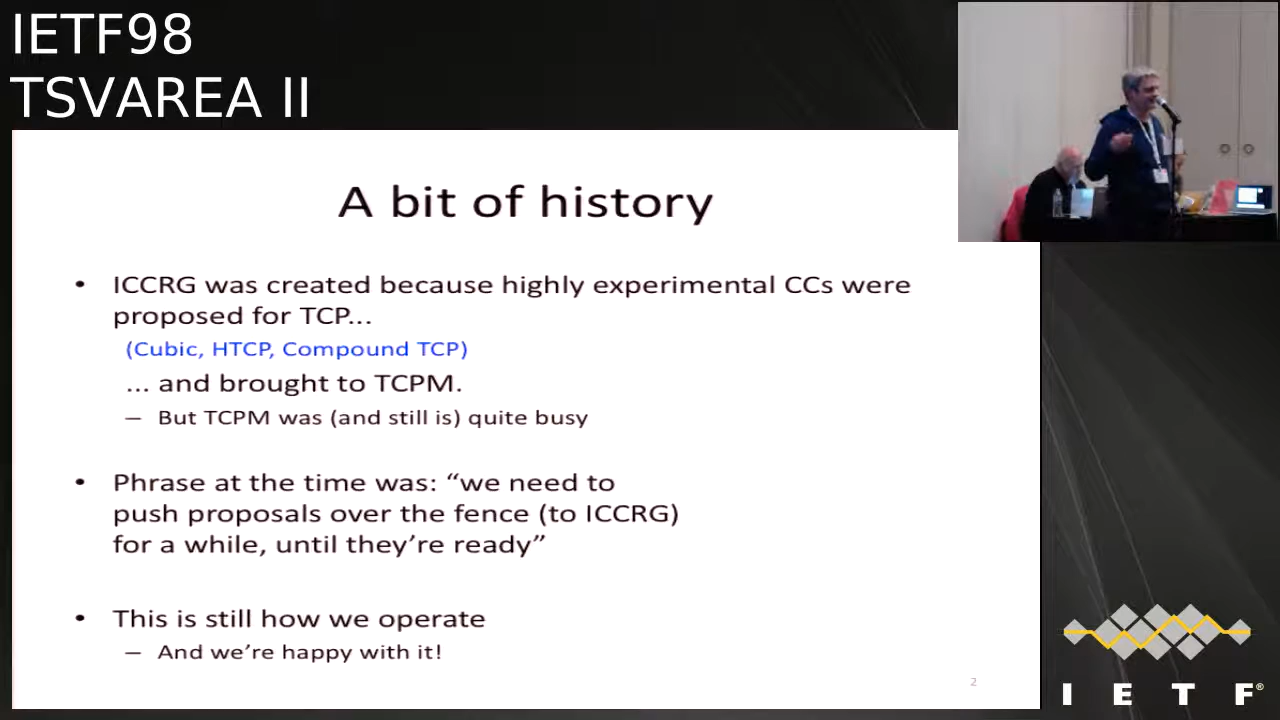 IETF98
TSVAREA II
A bit of history
• ICCRG was created because highly experimental CCs were
proposed for TCP...
(Cubic, HTCP, Compound TCP)
... and brought to TCPM.
– But TCPM was (and still is) quite busy
• Phrase at the time was: “we need to
push proposals over the fence (to ICCRG)
for a while, until they’re ready”
• This is still how we operate
– And we’re happy with it!
2
I E T F®